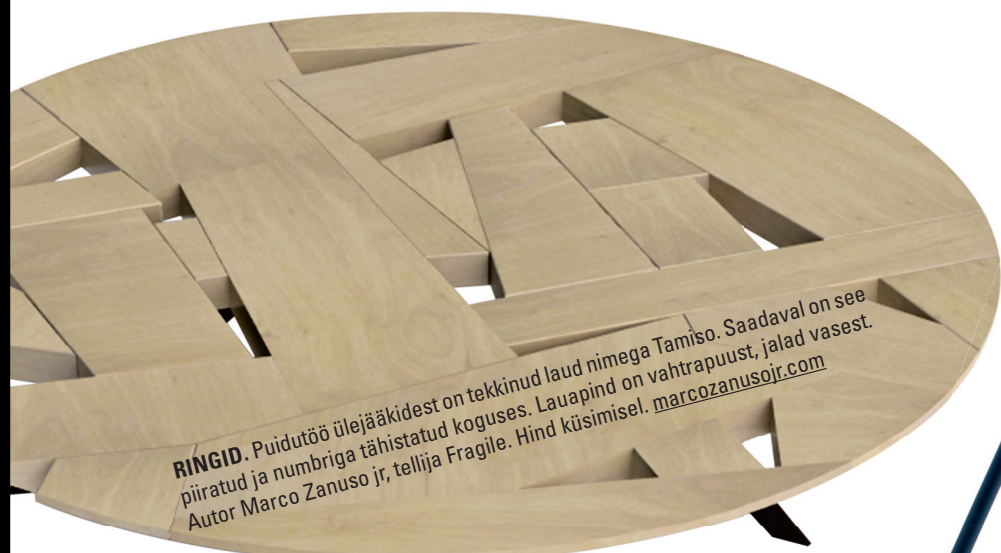 RINGID. Puidutöö ülejääkidest on tekkinud laud nimega Tamiso. Saadaval on see
piiratud ja numbriga tähistatud koguses. Lauapind on vahtrapuust, jalad vasest.
Autor Marco Zanuso jr, tellija Fragile. Hind küsimisel. marcozanusojr.com